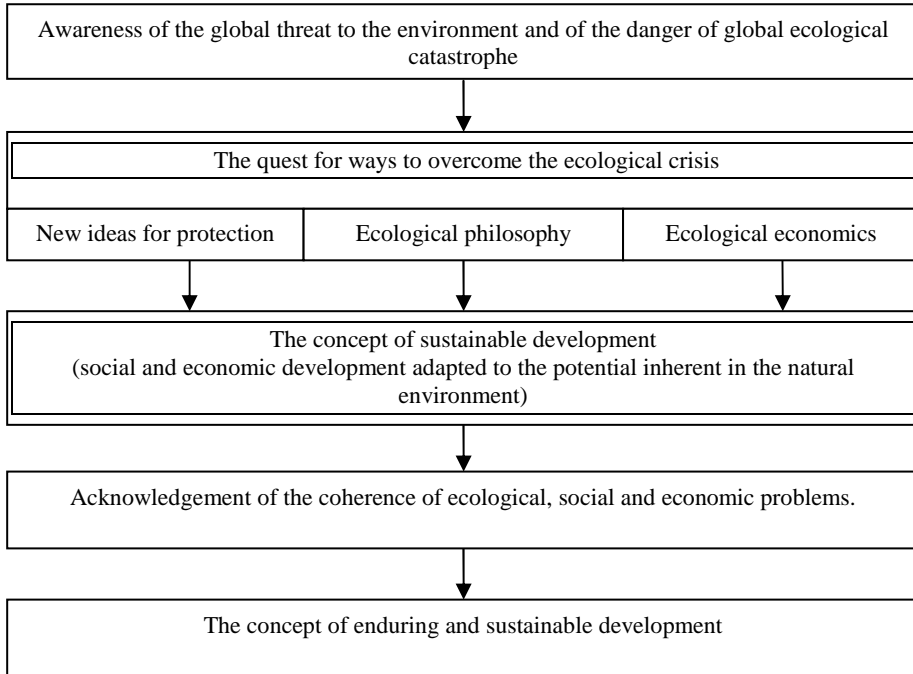 Awareness of the global threat to the environment and of the danger of global ecological
catastrophe
The quest for ways to overcome the ecological crisis
New ideas for protection
Ecological philosophy
Ecological economics
The concept of sustainable development
(social and economic development adapted to the potential inherent in the natural
environment)
Acknowledgement of the coherence of ecological, social and economic problems.
The concept of enduring and sustainable development